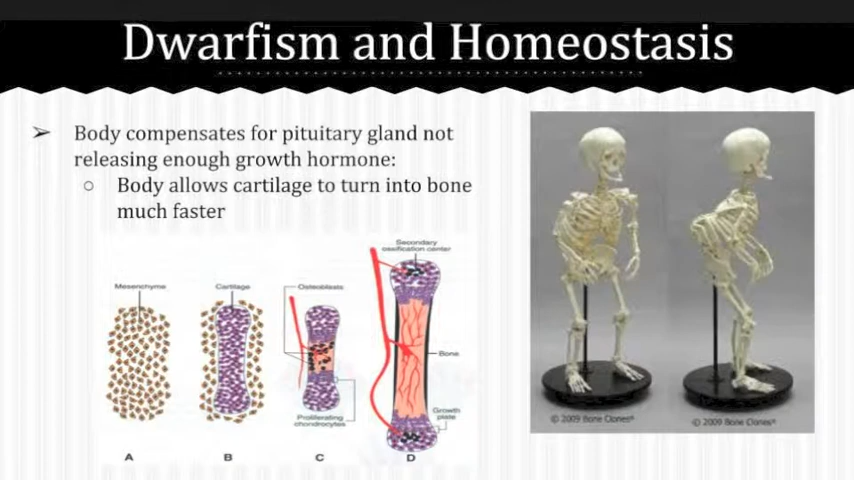 Dwarfism and Homeostasis
➢ Body compensates for pituitary gland not
releasing enough growth hormone:
○ Body allows cartilage to turn into bone
much faster
Secondary
ossification center
Mesenchyme
Cartilage
Osteoblasts
Bone
Proliferating
chondrocytes
Growth
plate
A B C D
© 2009 Bone Clones®
© 2009 Bone Clones®